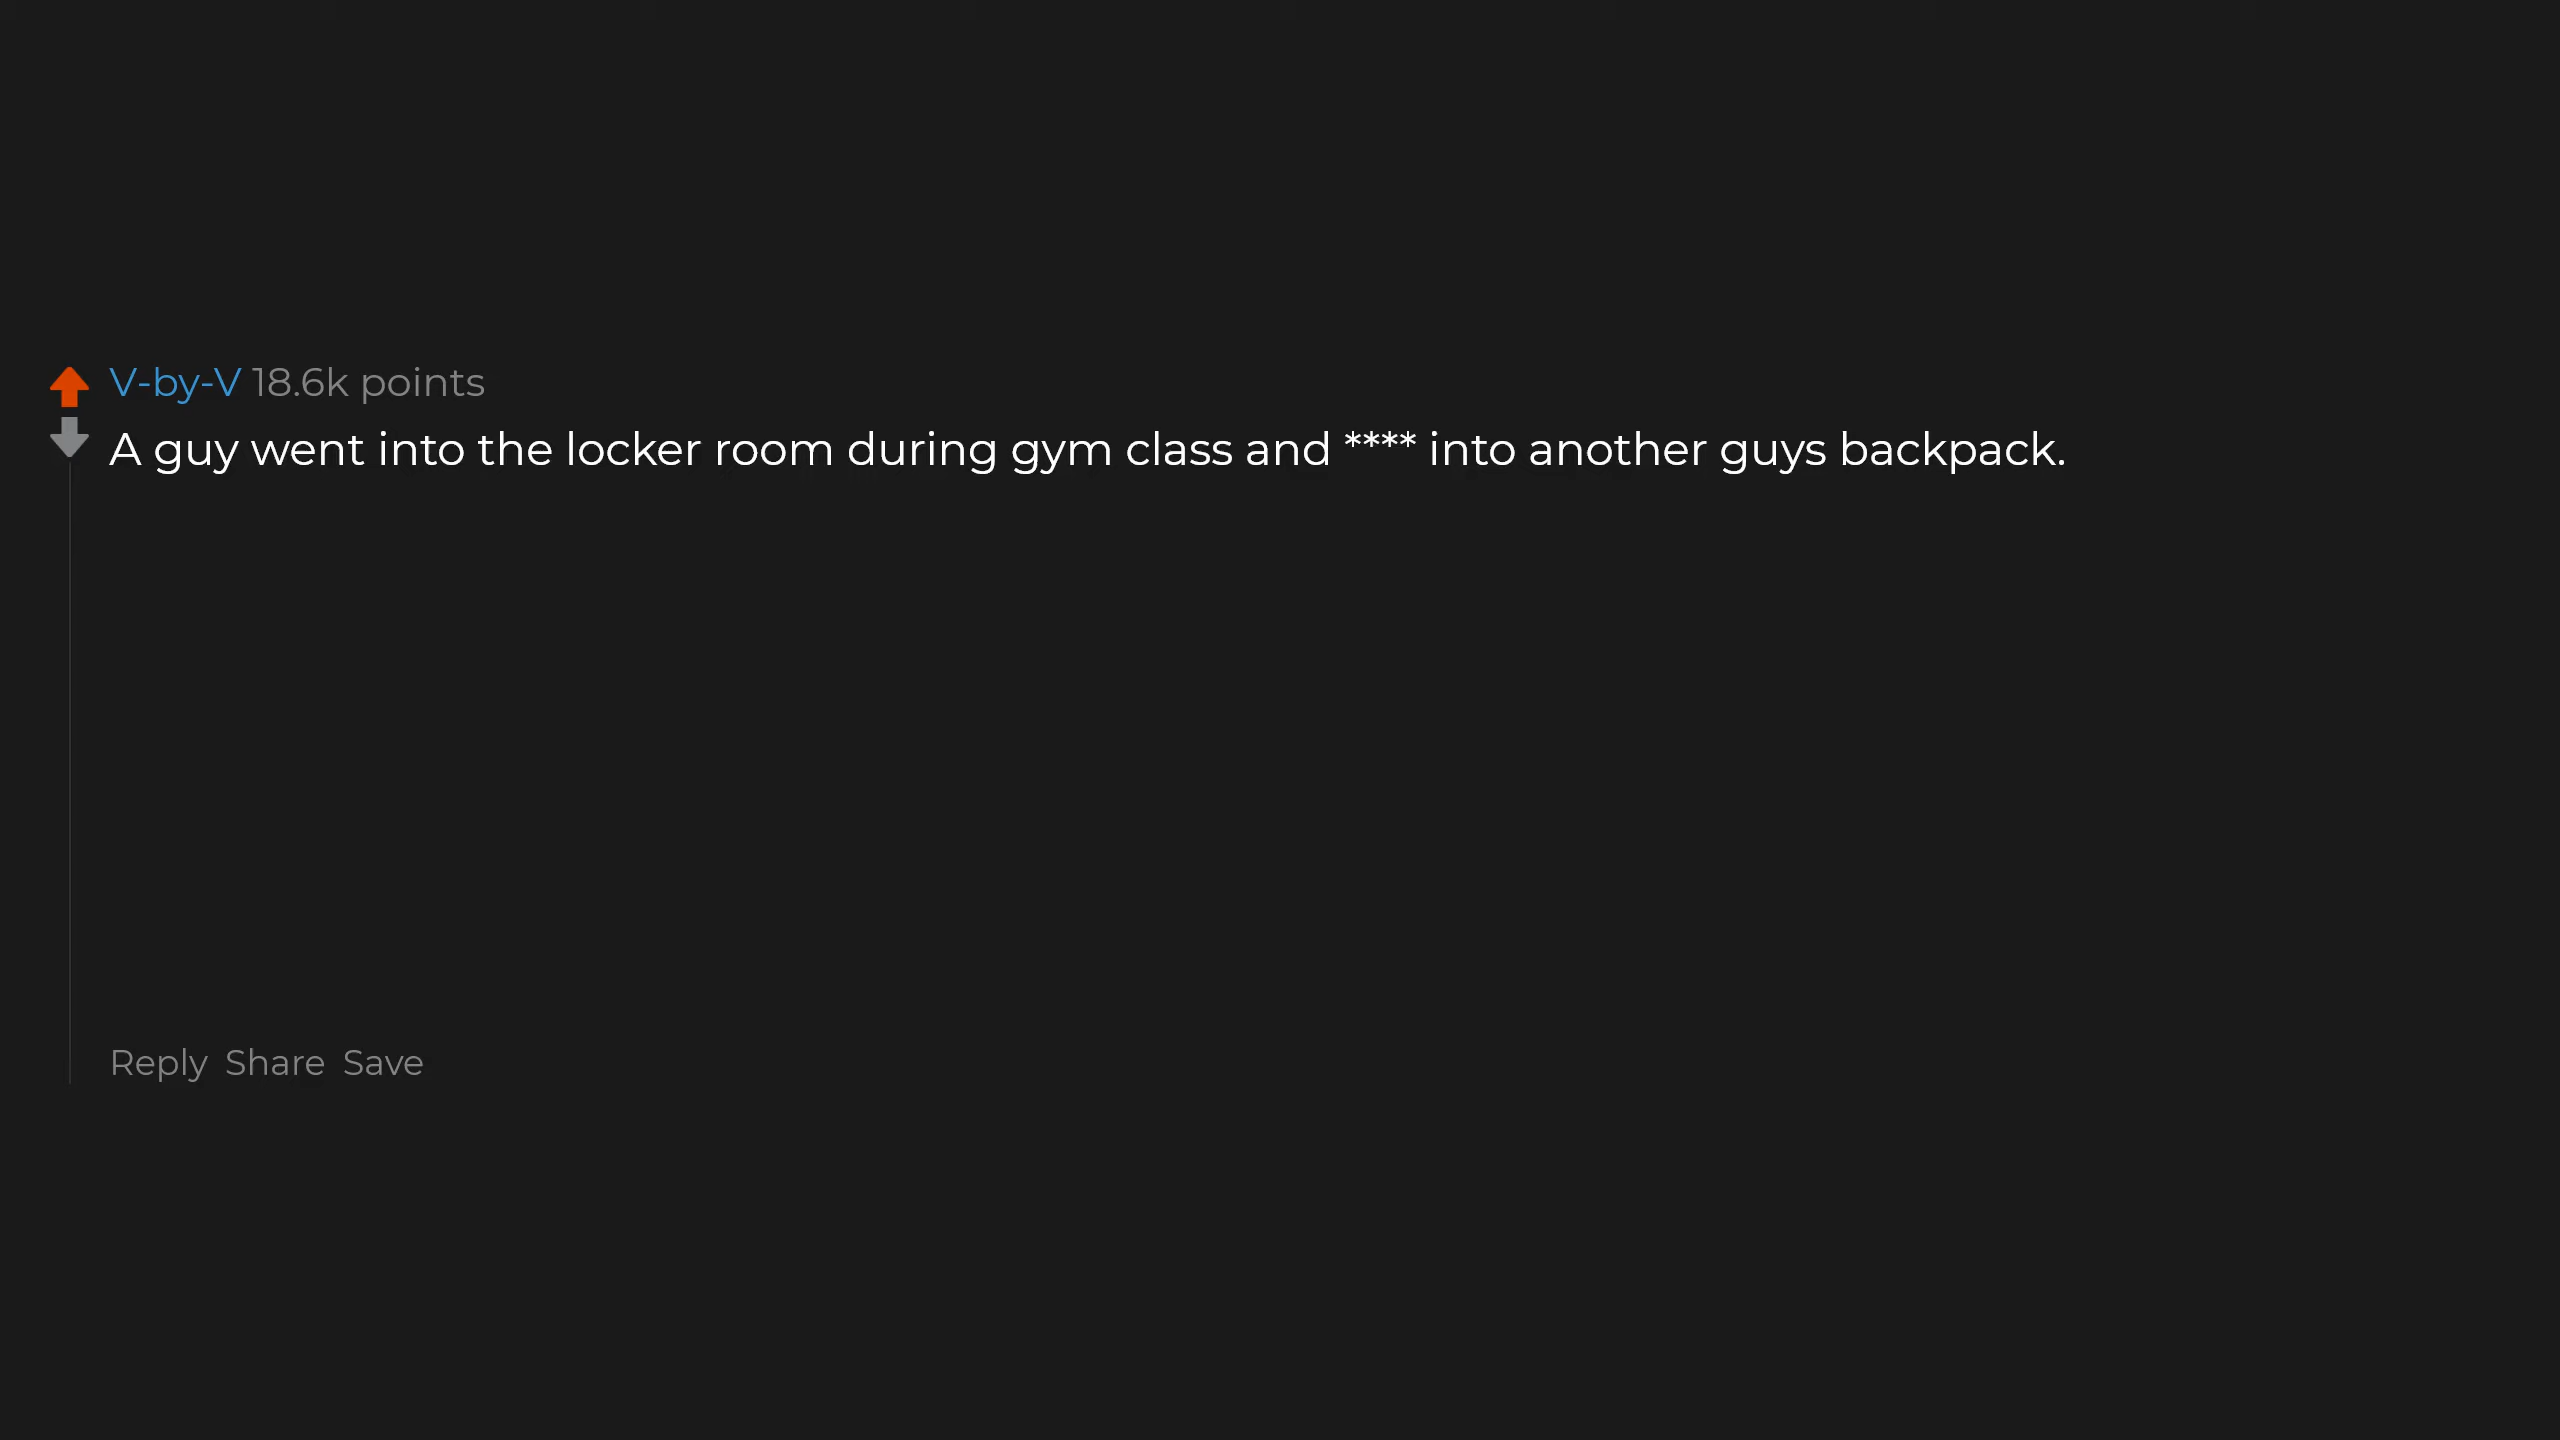 V-by-V 18.6k points
A guy went into the locker room during gym class and **** into another guys backpack.
Reply Share Save